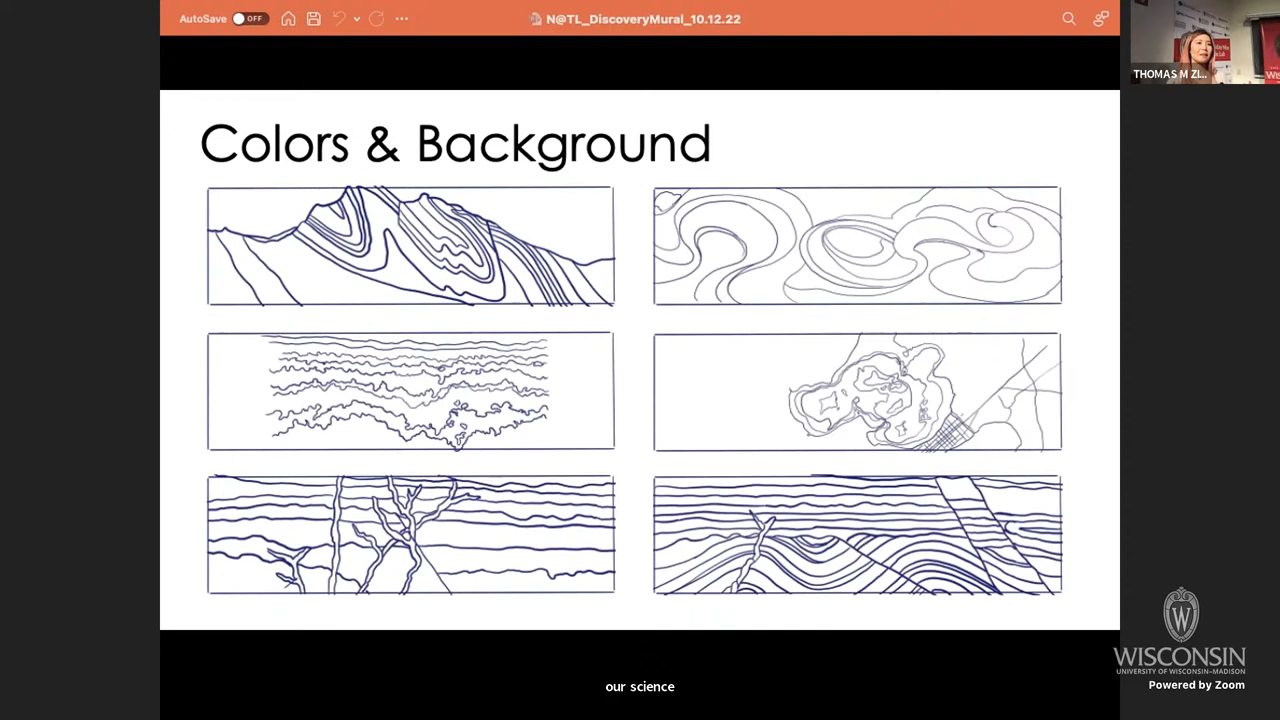 AutoSave OFF
N@TL_DiscoveryMural_10.12.22
THOMAS M ZI...
Colors & Background
W
WISCONSIN
UNIVERSITY OF WISCONSIN–MADISON
Powered by Zoom
our science